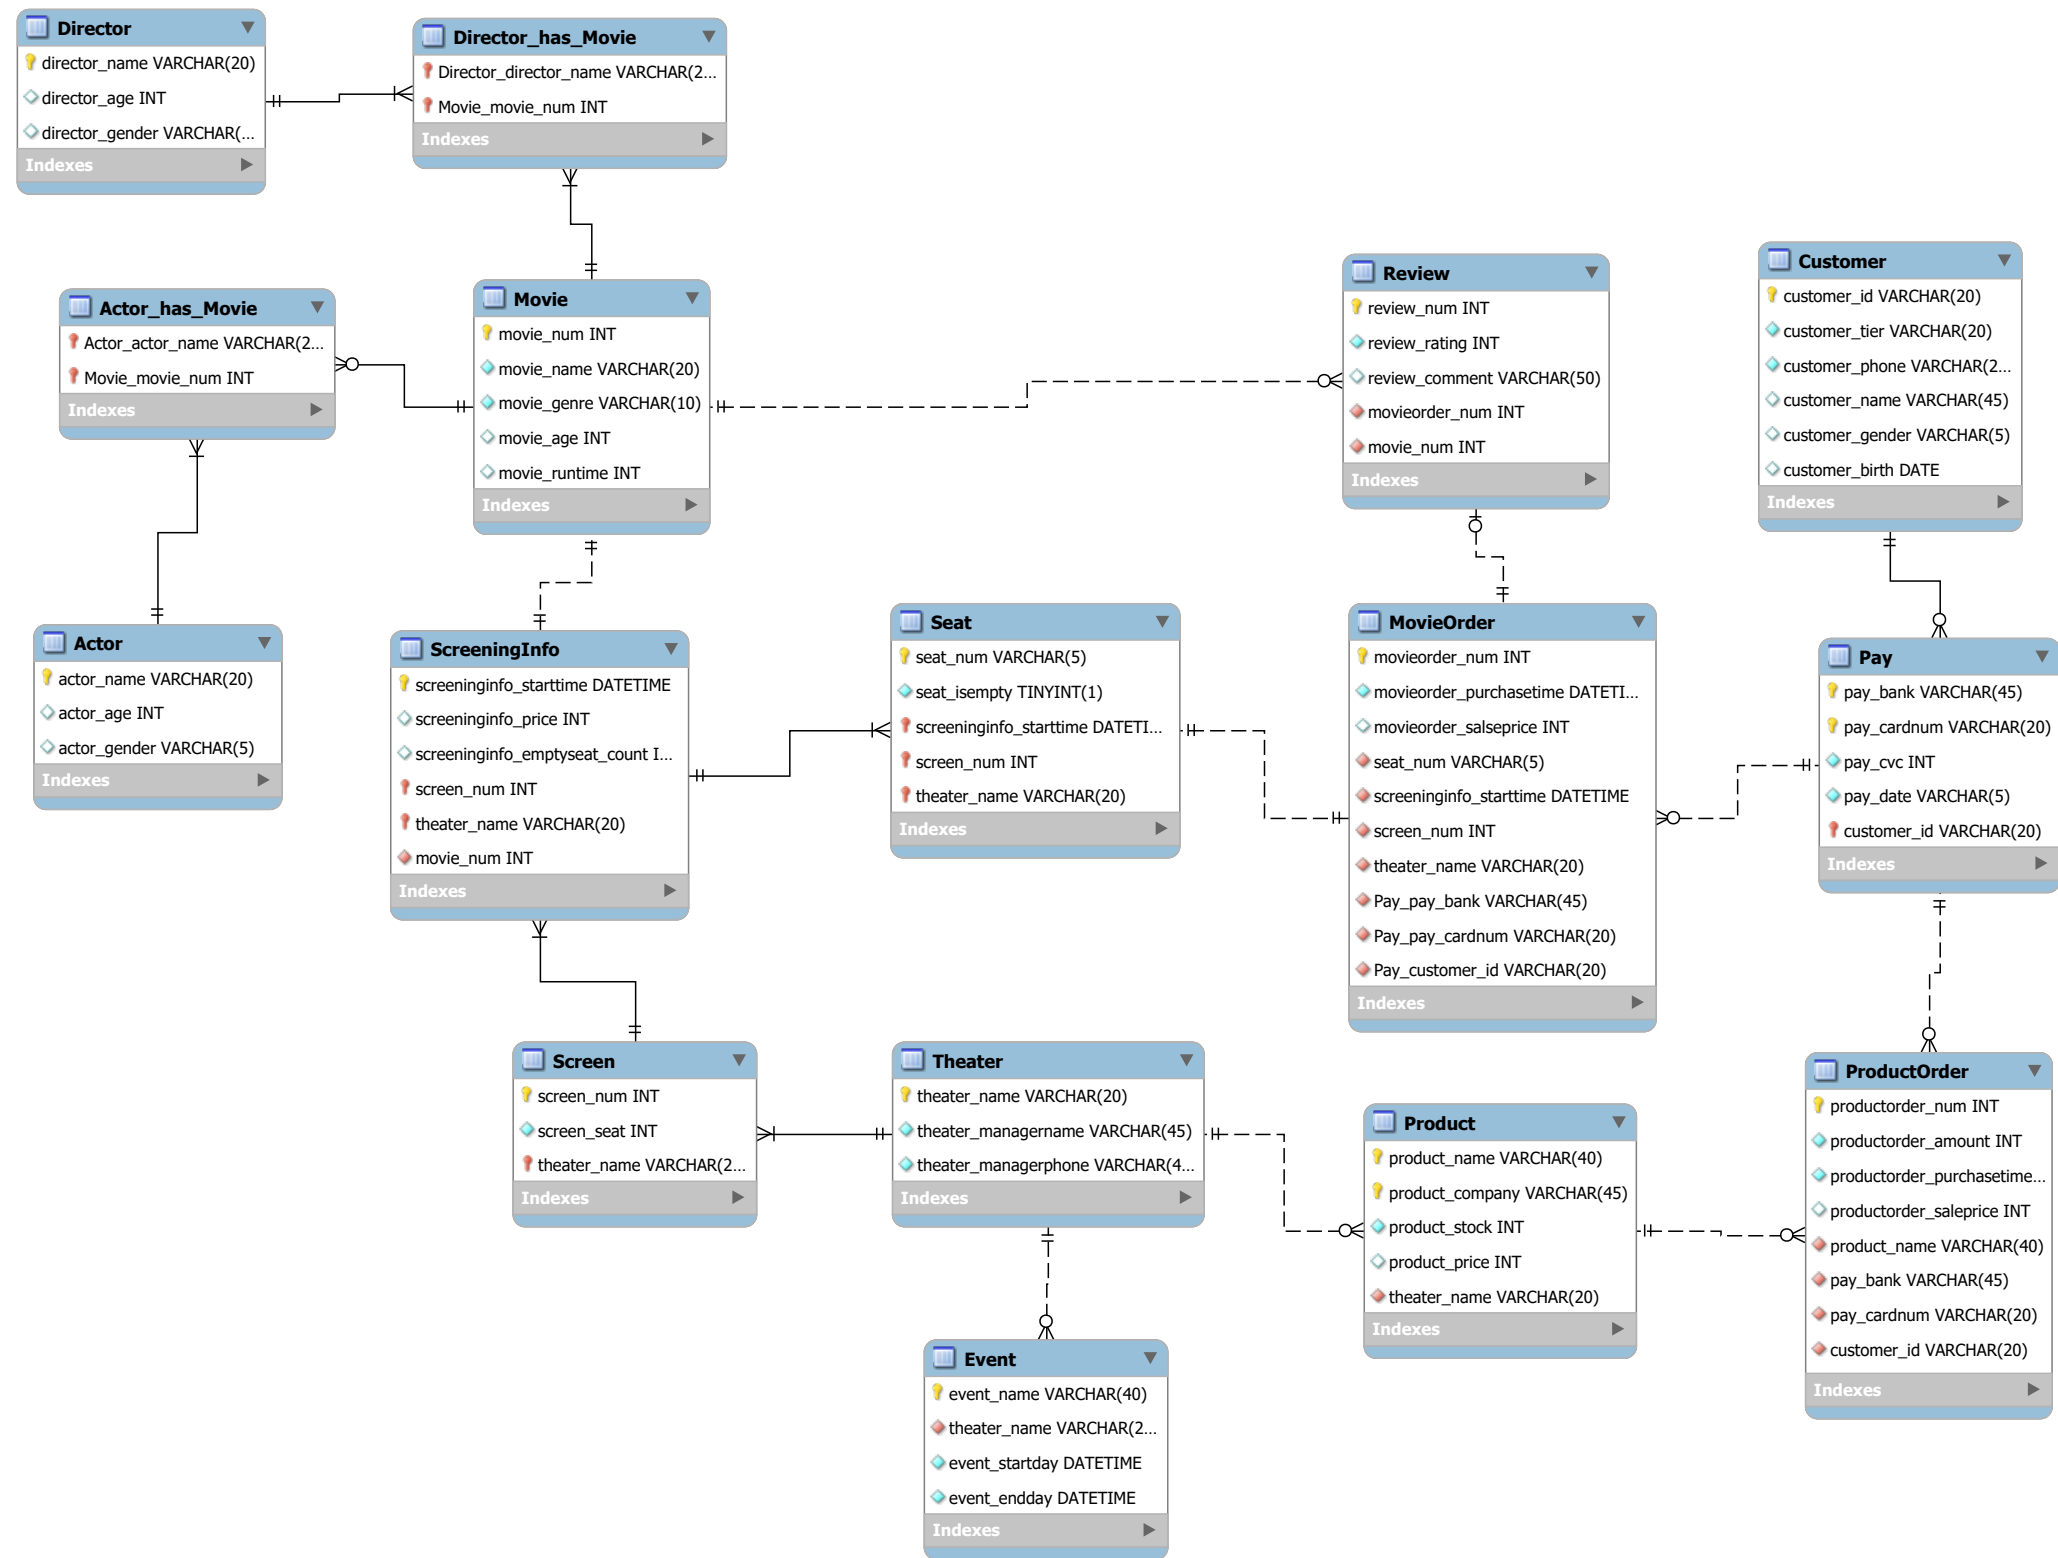 Director
director_name VARCHAR(20)
director_age INT
director_gender VARCHAR(...
Indexes
Director_has_Movie
Director_director_name VARCHAR(2...
Movie_movie_num INT
Indexes
Actor_has_Movie
Actor_actor_name VARCHAR(2...
Movie_movie_num INT
Indexes
Movie
movie_num INT
movie_name VARCHAR(20)
movie_genre VARCHAR(10)
movie_age INT
movie_runtime INT
Indexes
Review
review_num INT
review_rating INT
review_comment VARCHAR(50)
movieorder_num INT
movie_num INT
Indexes
Customer
customer_id VARCHAR(20)
customer_tier VARCHAR(20)
customer_phone VARCHAR(2...
customer_name VARCHAR(45)
customer_gender VARCHAR(5)
customer_birth DATE
Indexes
Actor
actor_name VARCHAR(20)
actor_age INT
actor_gender VARCHAR(5)
Indexes
ScreeningInfo
screeninginfo_starttime DATETIME
screeninginfo_price INT
screeninginfo_emptyseat_count I...
screen_num INT
theater_name VARCHAR(20)
movie_num INT
Indexes
Seat
seat_num VARCHAR(5)
seat_isempty TINYINT(1)
screeninginfo_starttime DATETI...
screen_num INT
theater_name VARCHAR(20)
Indexes
MovieOrder
movieorder_num INT
movieorder_purchasetime DATETI...
movieorder_salseprice INT
seat_num VARCHAR(5)
screeninginfo_starttime DATETIME
screen_num INT
theater_name VARCHAR(20)
Pay_pay_bank VARCHAR(45)
Pay_pay_cardnum VARCHAR(20)
Pay_customer_id VARCHAR(20)
Indexes
Pay
pay_bank VARCHAR(45)
pay_cardnum VARCHAR(20)
pay_cvc INT
pay_date VARCHAR(5)
customer_id VARCHAR(20)
Indexes
Screen
screen_num INT
screen_seat INT
theater_name VARCHAR(2...
Indexes
Theater
theater_name VARCHAR(20)
theater_managername VARCHAR(45)
theater_managerphone VARCHAR(4...
Indexes
Product
product_name VARCHAR(40)
product_company VARCHAR(45)
product_stock INT
product_price INT
theater_name VARCHAR(20)
Indexes
ProductOrder
productorder_num INT
productorder_amount INT
productorder_purchasetime...
productorder_saleprice INT
product_name VARCHAR(40)
pay_bank VARCHAR(45)
pay_cardnum VARCHAR(20)
customer_id VARCHAR(20)
Indexes
Event
event_name VARCHAR(40)
theater_name VARCHAR(2...
event_startday DATETIME
event_endday DATETIME
Indexes